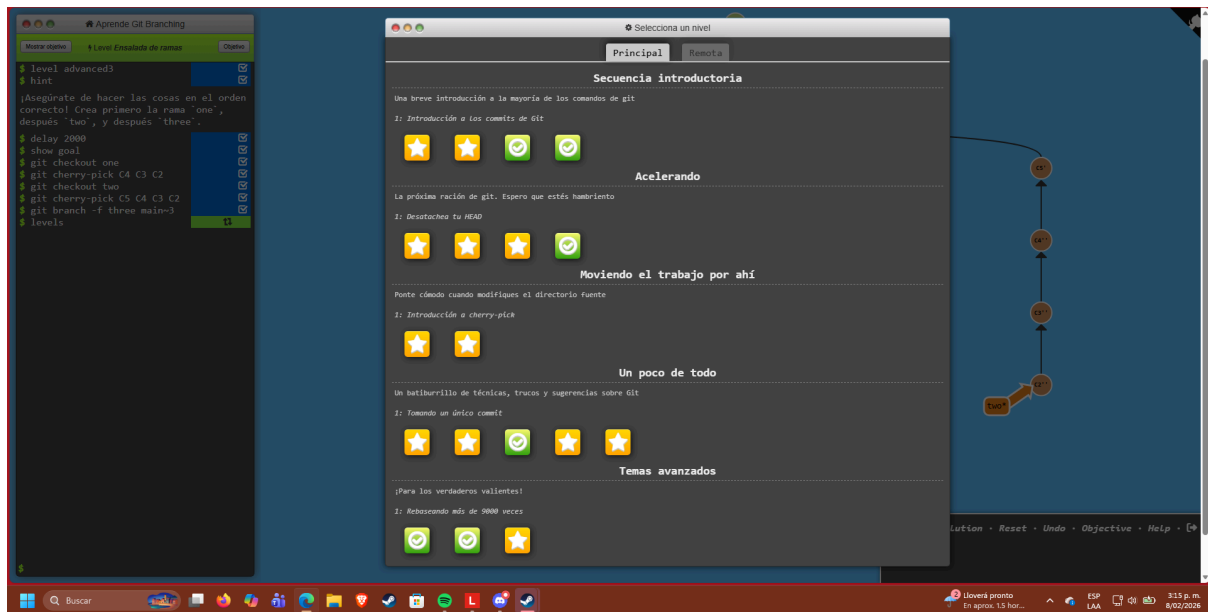 Aprende Git Branching
Mostrar objetivo
Level Ensalada de ramas
Objetivo
$ level advanced3
$ hint
¡Asegúrate de hacer las cosas en el orden
correcto! Crea primero la rama `one`,
después `two`, y después `three`.
$ delay 2000
$ show goal
$ git checkout one
$ git cherry-pick C4 C3 C2
$ git checkout two
$ git cherry-pick C5 C4 C3 C2
$ git branch -f three main~3
$ levels
$
Selecciona un nivel
Principal
Remota
Secuencia introductoria
Una breve introducción a la mayoría de los comandos de git
1: Introducción a los commits de Git
Acelerando
La próxima ración de git. Espero que estés hambriento
1: Desatachea tu HEAD
Moviendo el trabajo por ahí
Ponte cómodo cuando modifiques el directorio fuente
1: Introducción a cherry-pick
Un poco de todo
Un batiburrillo de técnicas, trucos y sugerencias sobre Git
1: Tomando un único commit
Temas avanzados
¡Para los verdaderos valientes!
1: Rebaseando más de 9000 veces
C5'
C4''
C3''
C2''
two*
lution · Reset · Undo · Objective · Help ·
Buscar
2
Lloverá pronto
En aprox. 1.5 hor...
ESP
LAA
3:15 p. m.
8/02/2026